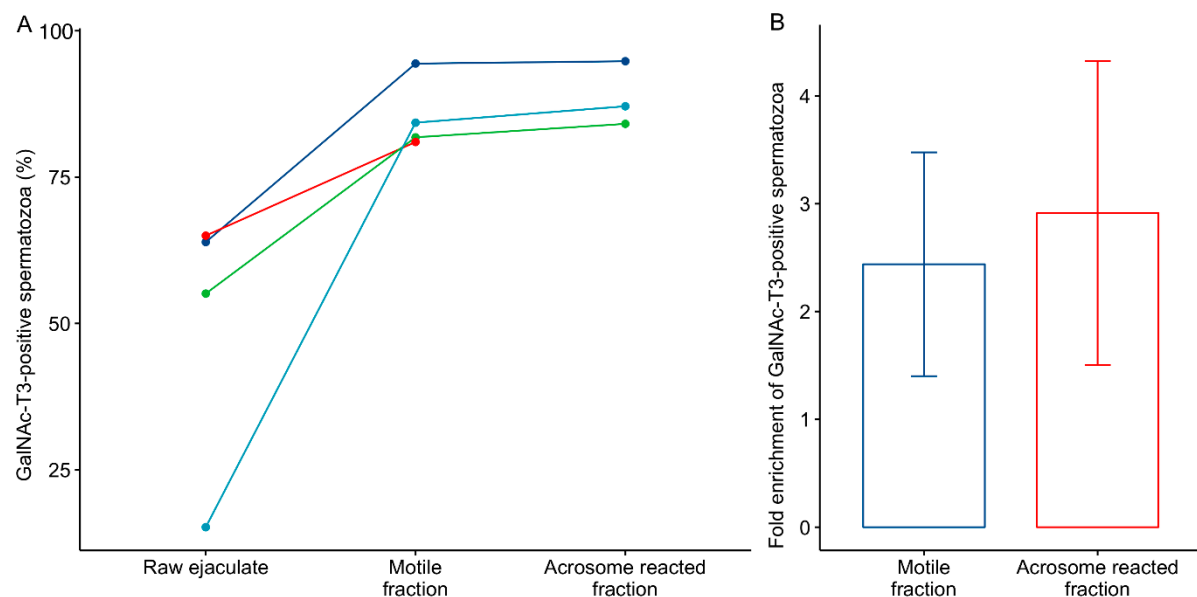 A
GalNAc-T3-positive spermatozoa (%)
100
75
50
25
Raw ejaculate
Motile
fraction
Acrosome reacted
fraction
B
Fold enrichment of GalNAc-T3-positive spermatozoa
4
3
2
1
0
Motile
fraction
Acrosome reacted
fraction